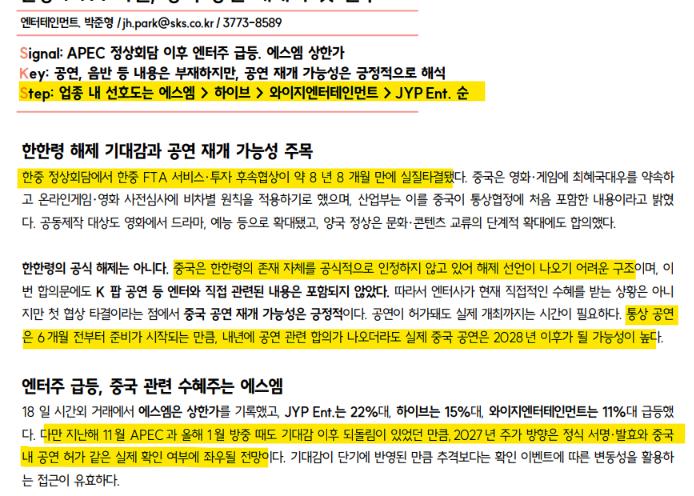 엔터테인먼트. 박준형 / jh.park@sks.co.kr / 3773-8589
Signal: APEC 정상회담 이후 엔터주 급등. 에스엠 상한가
Key: 공연, 음반 등 내용은 부재하지만, 공연 재개 가능성은 긍정적으로 해석
Step: 업종 내 선호도는 에스엠 > 하이브 > 와이지엔터테인먼트 > JYP Ent. 순
한한령 해제 기대감과 공연 재개 가능성 주목
한중 정상회담에서 한중 FTA 서비스·투자 후속협상이 약 8 년 8 개월 만에 실질타결됐다. 중국은 영화·게임에 최혜국대우를 약속하
고 온라인게임·영화 사전심사에 비차별 원칙을 적용하기로 했으며, 산업부는 이를 중국이 통상협정에 처음 포함한 내용이라고 밝혔
다. 공동제작 대상도 영화에서 드라마, 예능 등으로 확대됐고, 양국 정상은 문화·콘텐츠 교류의 단계적 확대에도 합의했다.
한한령의 공식 해제는 아니다. 중국은 한한령의 존재 자체를 공식적으로 인정하지 않고 있어 해제 선언이 나오기 어려운 구조이며, 이
번 합의문에도 K 팝 공연 등 엔터와 직접 관련된 내용은 포함되지 않았다. 따라서 엔터사가 현재 직접적인 수혜를 받는 상황은 아니
지만 첫 협상 타결이라는 점에서 중국 공연 재개 가능성은 긍정적이다. 공연이 허가돼도 실제 개최까지는 시간이 필요하다. 통상 공연
은 6 개월 전부터 준비가 시작되는 만큼, 내년에 공연 관련 합의가 나오더라도 실제 중국 공연은 2028 년 이후가 될 가능성이 높다.
엔터주 급등, 중국 관련 수혜주는 에스엠
18 일 시간외 거래에서 에스엠은 상한가를 기록했고, JYP Ent.는 22%대, 하이브는 15%대, 와이지엔터테인먼트는 11%대 급등했
다. 다만 지난해 11 월 APEC 과 올해 1 월 방중 때도 기대감 이후 되돌림이 있었던 만큼, 2027 년 주가 방향은 정식 서명·발효와 중국
내 공연 허가 같은 실제 확인 여부에 좌우될 전망이다. 기대감이 단기에 반영된 만큼 추격보다는 확인 이벤트에 따른 변동성을 활용하
는 접근이 유효하다.